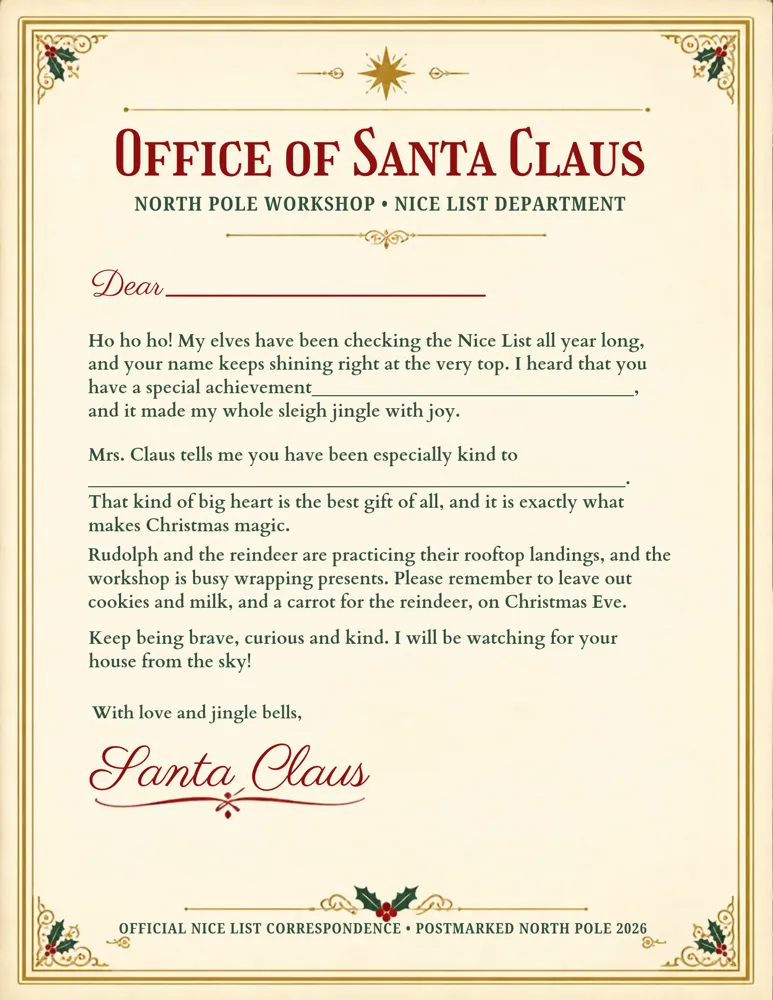 OFFICE OF SANTA CLAUS
NORTH POLE WORKSHOP • NICE LIST DEPARTMENT
Dear____________________
Ho ho ho! My elves have been checking the Nice List all year long,
and your name keeps shining right at the very top. I heard that you
have a special achievement______________________________,
and it made my whole sleigh jingle with joy.
Mrs. Claus tells me you have been especially kind to
__________________________________________________.
That kind of big heart is the best gift of all, and it is exactly what
makes Christmas magic.
Rudolph and the reindeer are practicing their rooftop landings, and the
workshop is busy wrapping presents. Please remember to leave out
cookies and milk, and a carrot for the reindeer, on Christmas Eve.
Keep being brave, curious and kind. I will be watching for your
house from the sky!
With love and jingle bells,
Santa Claus
OFFICIAL NICE LIST CORRESPONDENCE • POSTMARKED NORTH POLE 2026